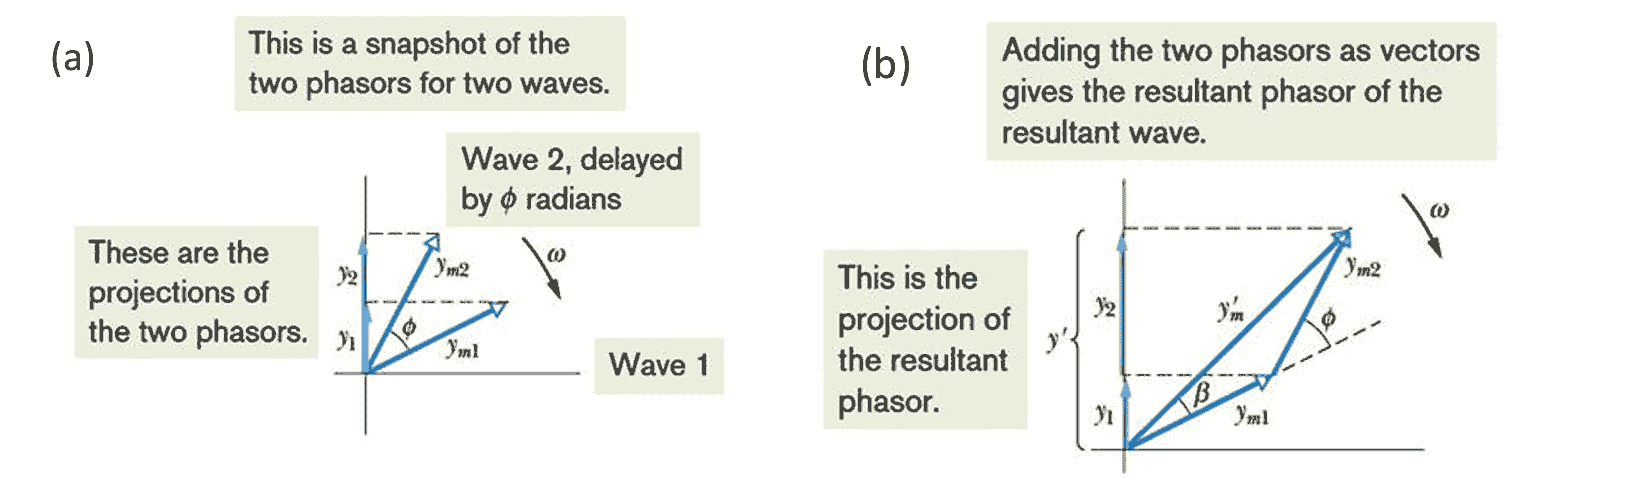 (a)
This is a snapshot of the
two phasors for two waves.
Wave 2, delayed
by ϕ radians
These are the
projections of
the two phasors.
ω
y2
ym2
y1
ϕ
ym1
Wave 1
(b)
Adding the two phasors as vectors
gives the resultant phasor of the
resultant wave.
ω
This is the
projection of
the resultant
phasor.
ym2
y2
y′m
ϕ
y′
β
y1
ym1